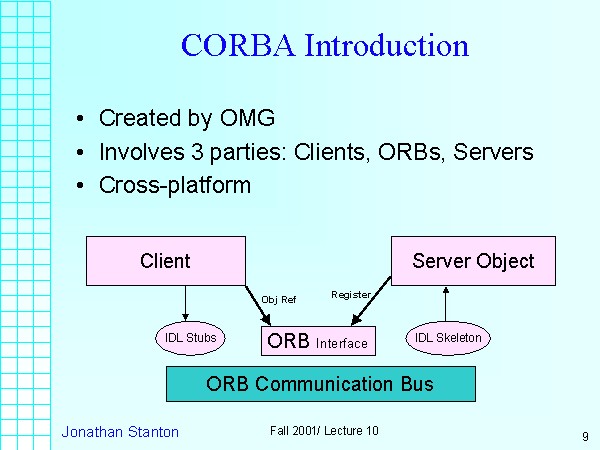 CORBA Introduction
• Created by OMG
• Involves 3 parties: Clients, ORBs, Servers
• Cross-platform
Client
Server Object
Obj Ref
Register
IDL Stubs
ORB Interface
IDL Skeleton
ORB Communication Bus
Jonathan Stanton
Fall 2001/ Lecture 10
9